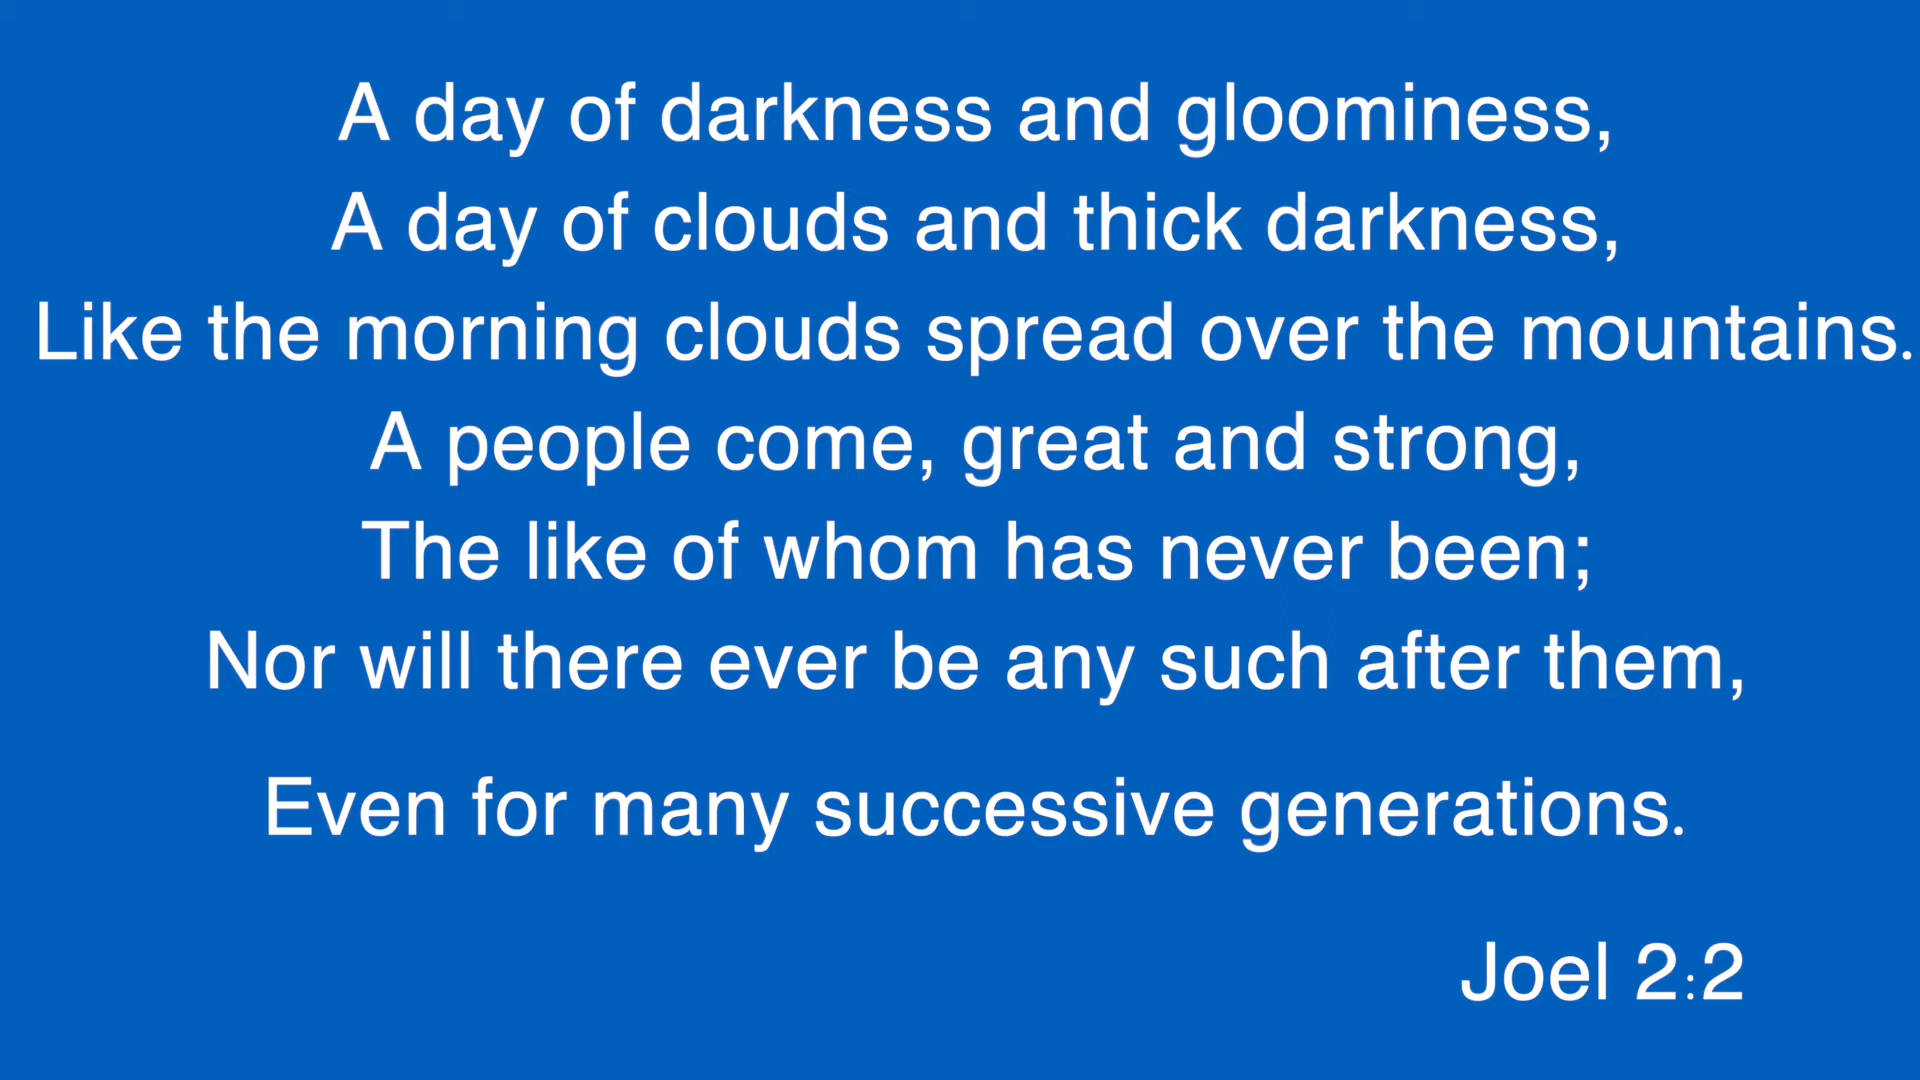 A day of darkness and gloominess,
A day of clouds and thick darkness,
Like the morning clouds spread over the mountains.
A people come, great and strong,
The like of whom has never been;
Nor will there ever be any such after them,
Even for many successive generations.
Joel 2:2